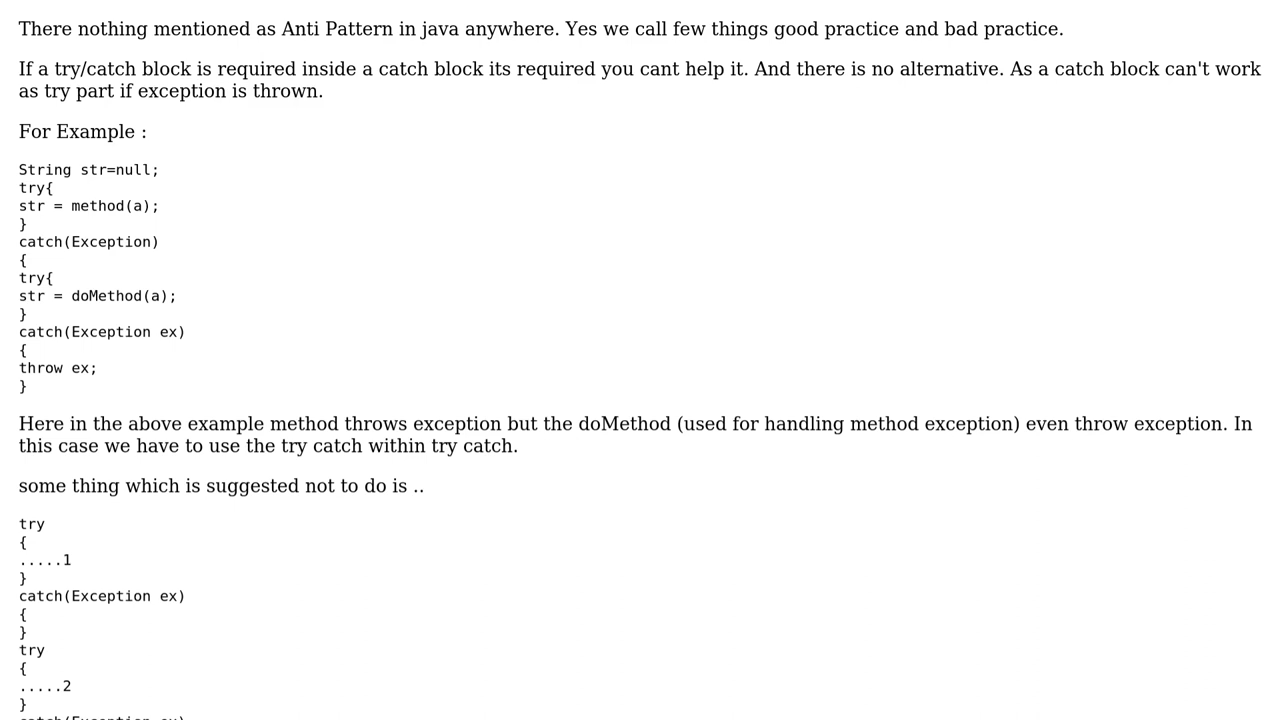 There nothing mentioned as Anti Pattern in java anywhere. Yes we call few things good practice and bad practice.
If a try/catch block is required inside a catch block its required you cant help it. And there is no alternative. As a catch block can't work
as try part if exception is thrown.
For Example :
String str=null;
try{
str = method(a);
}
catch(Exception)
{
try{
str = doMethod(a);
}
catch(Exception ex)
{
throw ex;
}
Here in the above example method throws exception but the doMethod (used for handling method exception) even throw exception. In
this case we have to use the try catch within try catch.
some thing which is suggested not to do is ..
try
{
.....1
}
catch(Exception ex)
{
}
try
{
.....2
}
catch(Exception ex)